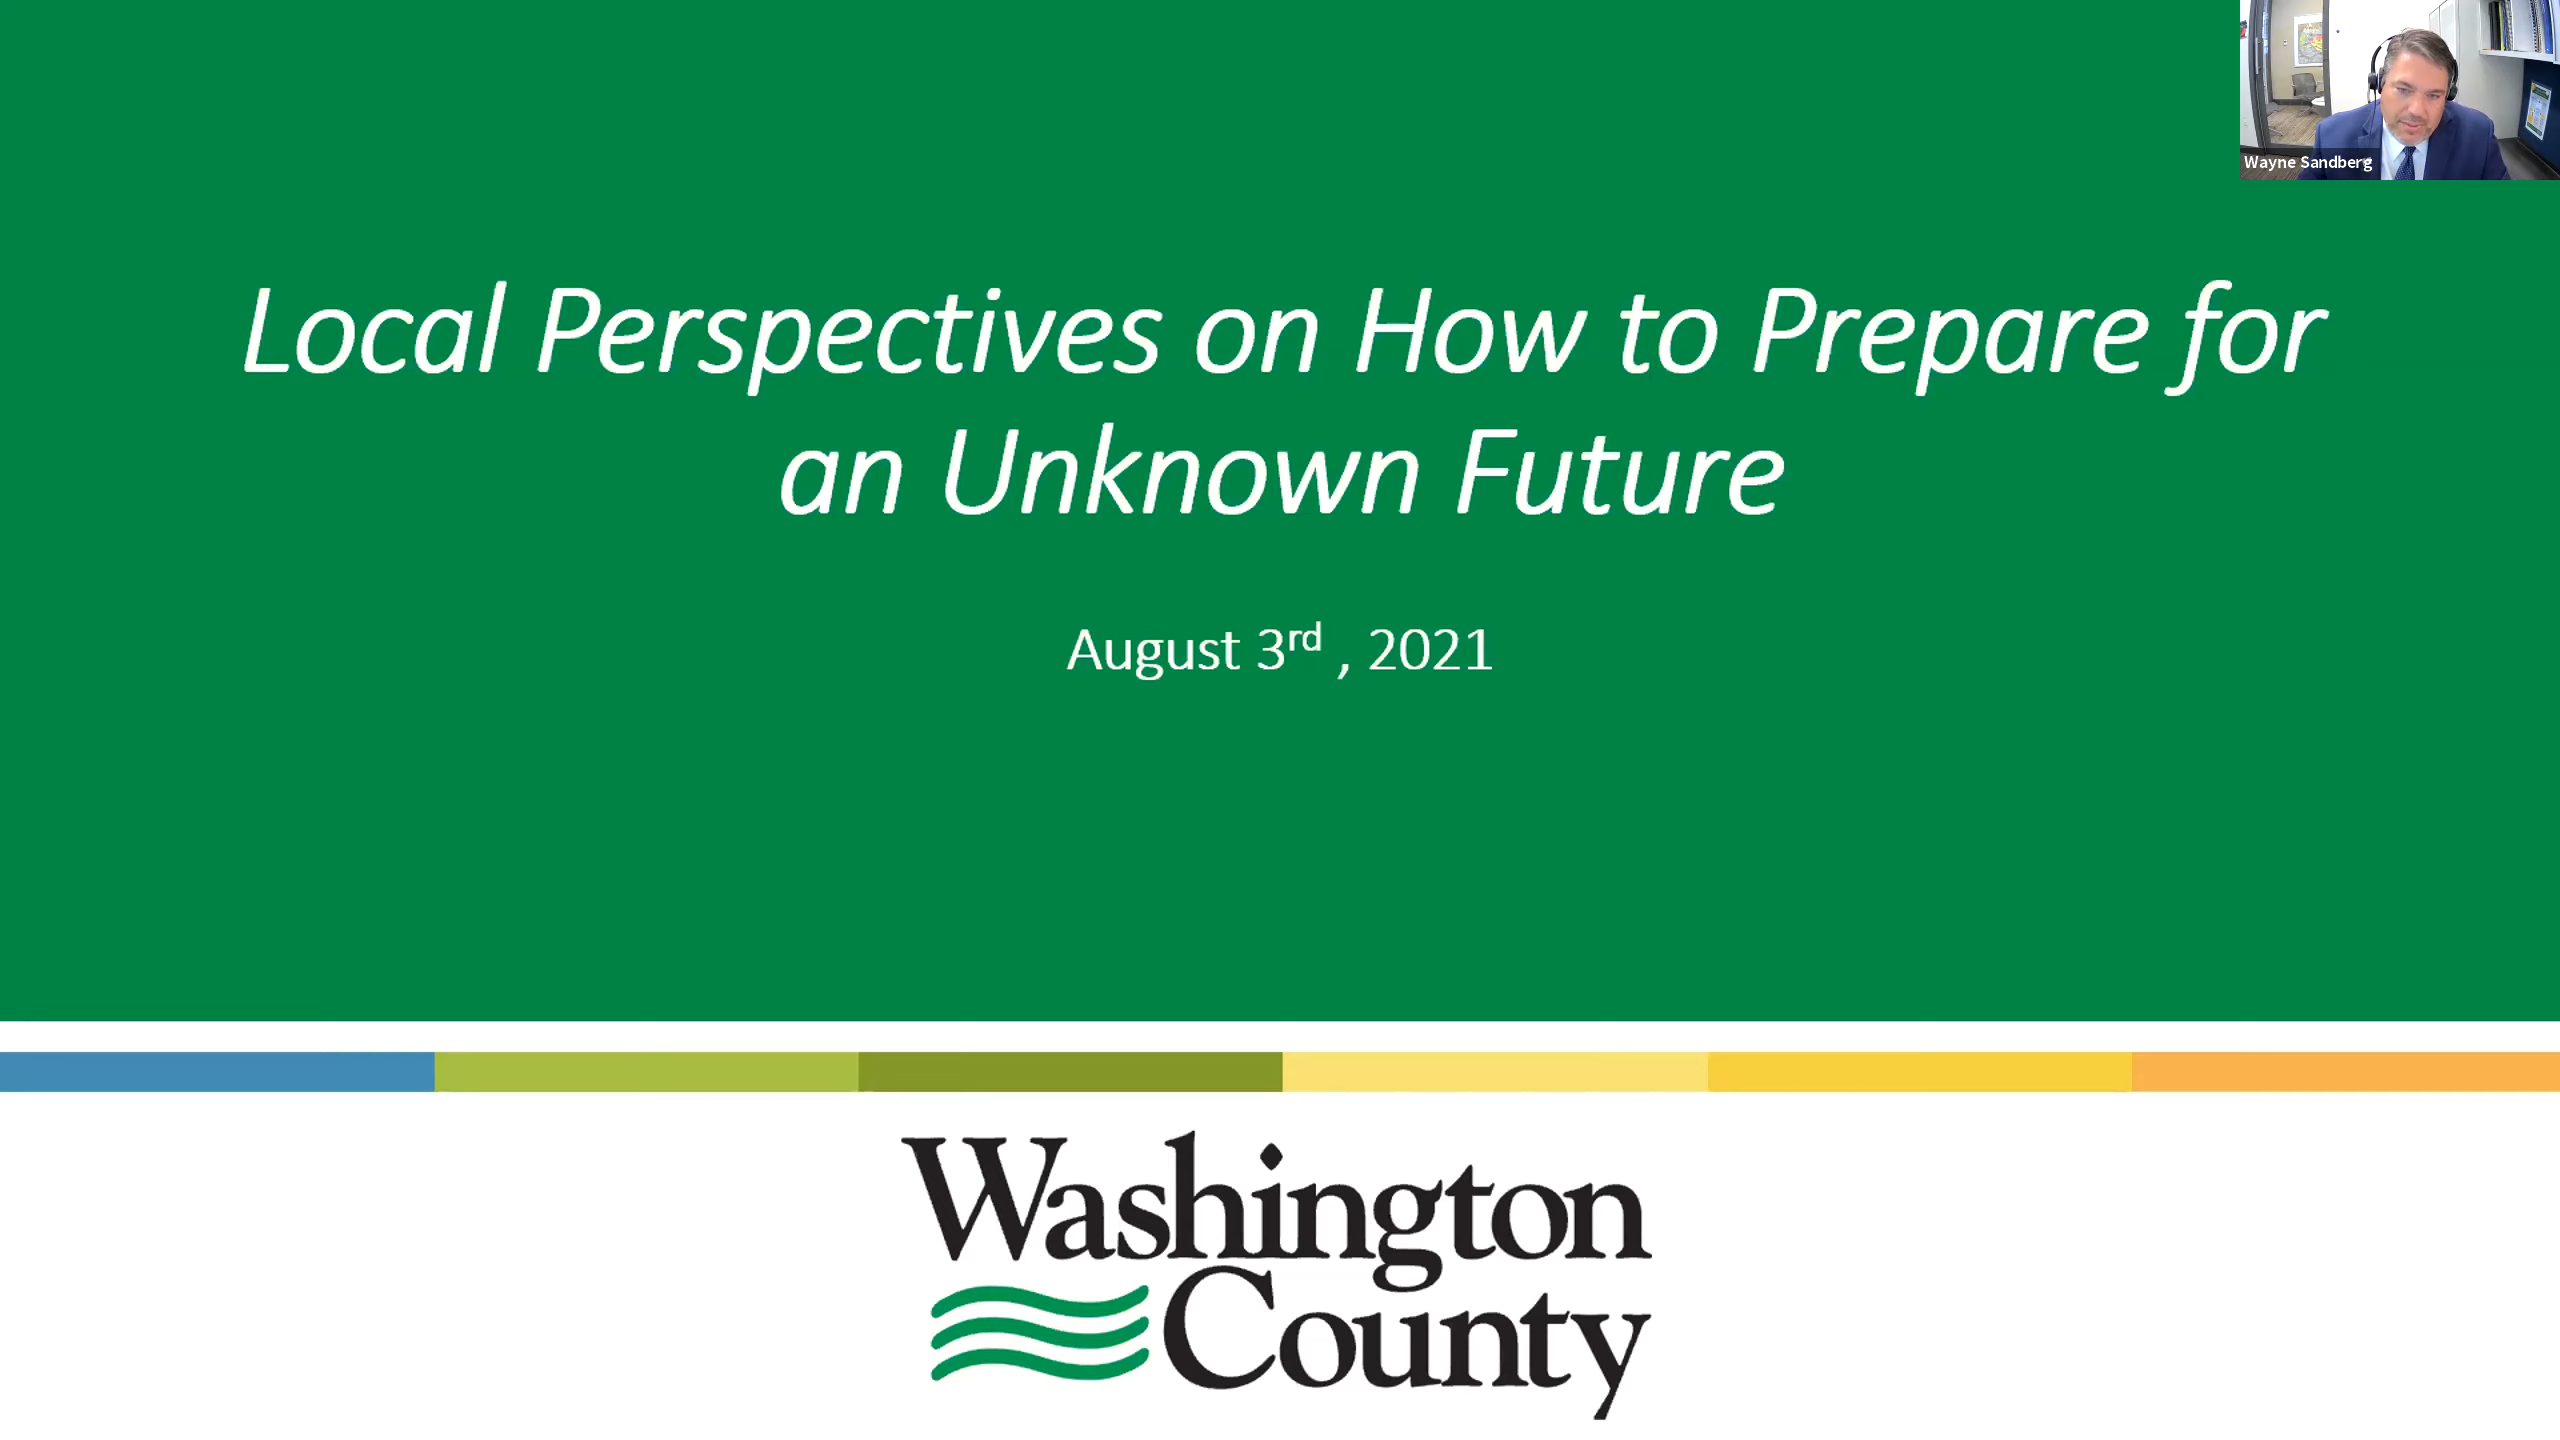 Wayne Sandberg
Local Perspectives on How to Prepare for
an Unknown Future
August 3rd , 2021
Washington
County